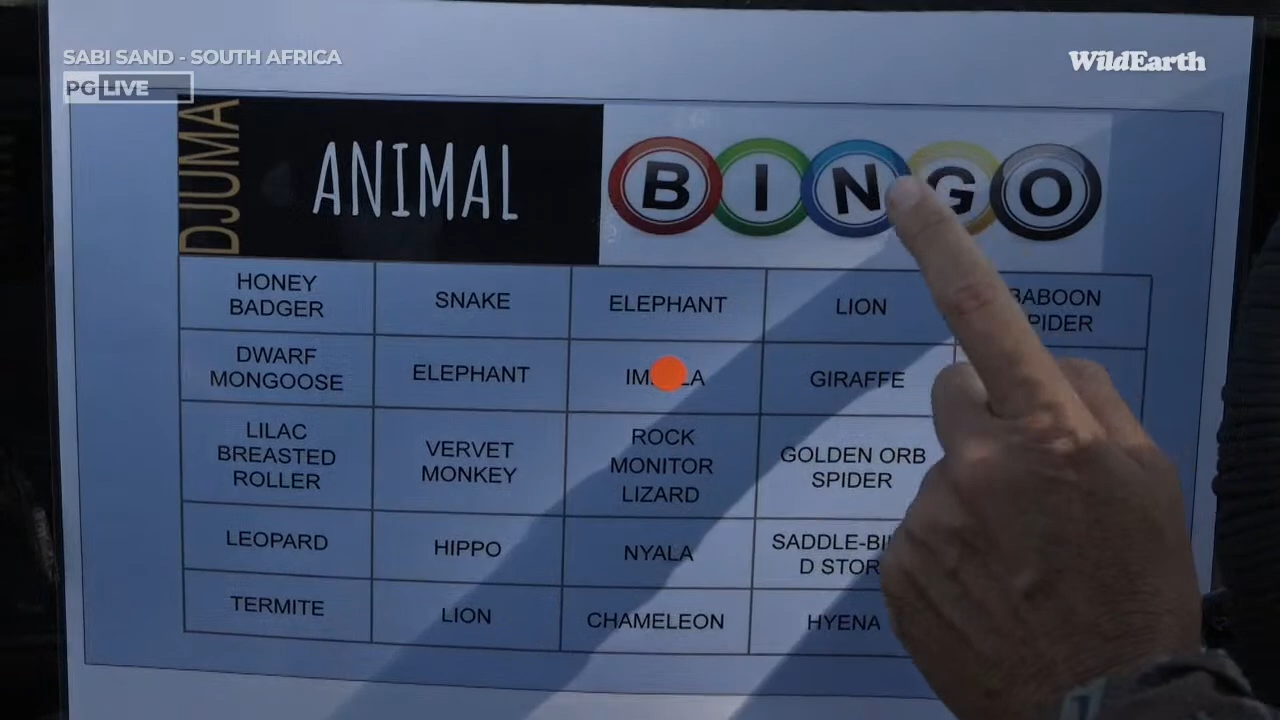 SABI SAND - SOUTH AFRICA
WildEarth
PG LIVE
DJUMA
ANIMAL
BINGO
HONEY BADGER
SNAKE
ELEPHANT
LION
BABOON
DWARF MONGOOSE
ELEPHANT
GIRAFFE
LILAC BREASTED ROLLER
VERVET MONKEY
ROCK MONITOR LIZARD
GOLDEN ORB SPIDER
LEOPARD
HIPPO
NYALA
TERMITE
LION
CHAMELEON
HYENA